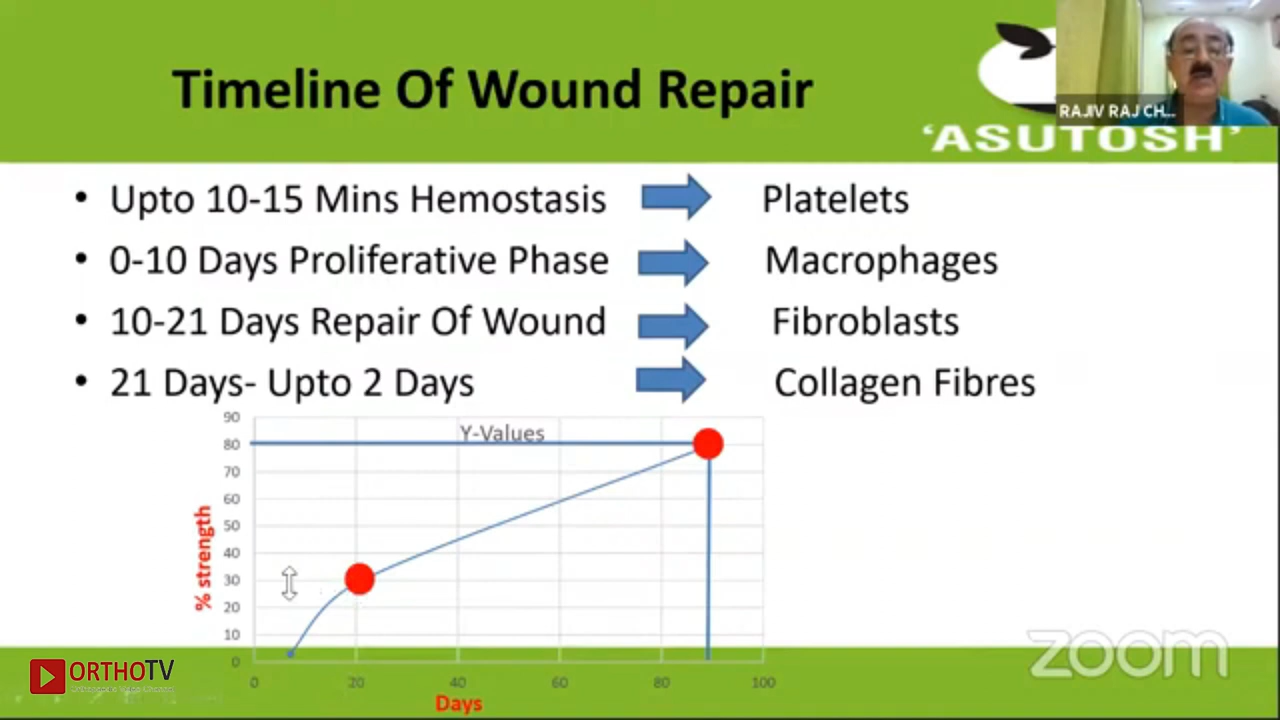 Timeline Of Wound Repair
RAJIV RAJ CH...
‘ASUTOSH’
• Upto 10-15 Mins Hemostasis Platelets
• 0-10 Days Proliferative Phase Macrophages
• 10-21 Days Repair Of Wound Fibroblasts
• 21 Days- Upto 2 Days Collagen Fibres
Y-Values
90
80
70
60
50
40
30
20
10
0
% strength
0 20 40 60 80 100
Days
ORTHOTV
zoom